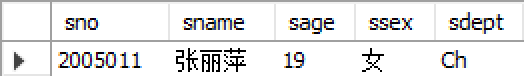 sno sname sage ssex sdept
2005011 张丽萍 19 女 Ch